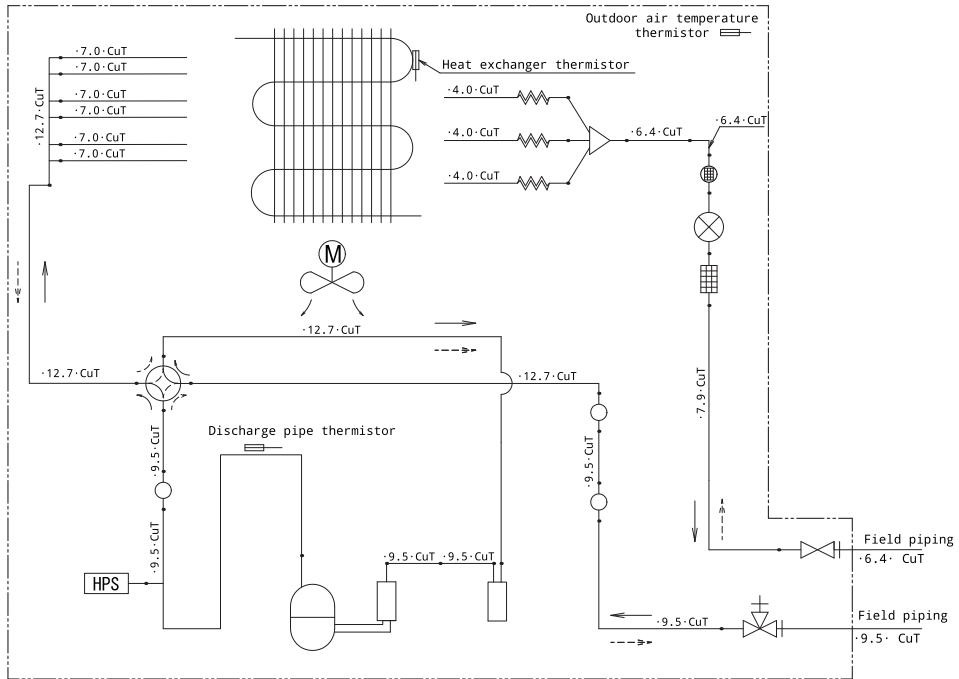 Outdoor air temperature
thermistor
·7.0·CuT
·7.0·CuT
·7.0·CuT
·7.0·CuT
·7.0·CuT
·7.0·CuT
·12.7·CuT
Heat exchanger thermistor
·4.0·CuT
·4.0·CuT
·4.0·CuT
·6.4·CuT
·6.4·CuT
M
·12.7·CuT
·12.7·CuT
·12.7·CuT
·7.9·CuT
Discharge pipe thermistor
·9.5·CuT
·9.5·CuT
·9.5·CuT
·9.5·CuT ·9.5·CuT
HPS
Field piping
·6.4· CuT
Field piping
·9.5·CuT
·9.5· CuT